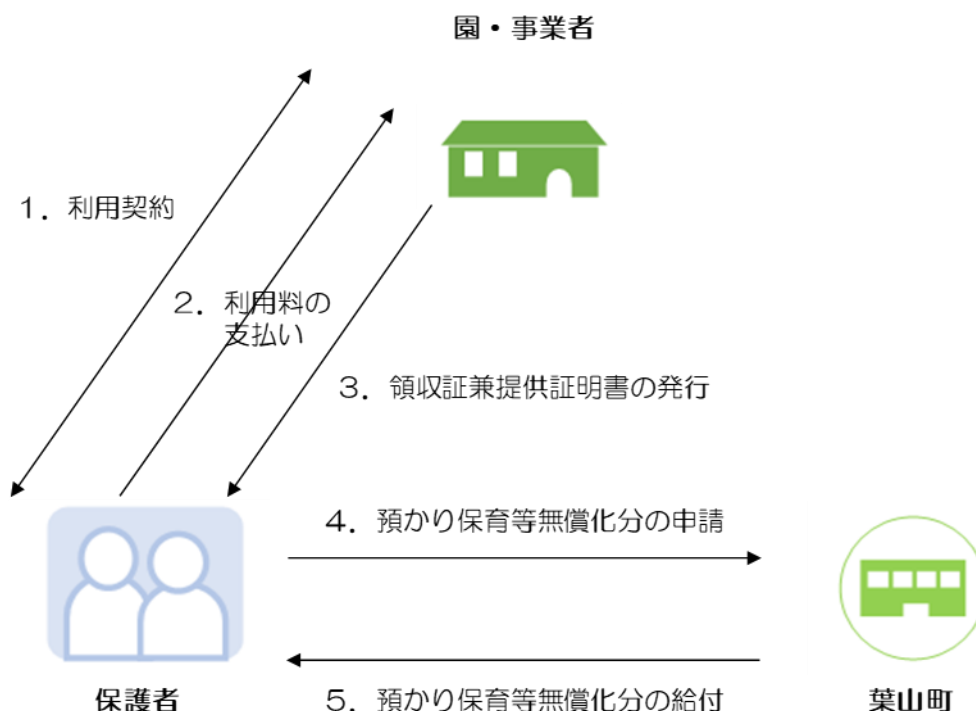 園・事業者
1．利用契約
2．利用料の
支払い
3．領収証兼提供証明書の発行
4．預かり保育等無償化分の申請
5．預かり保育等無償化分の給付
保護者
葉山町